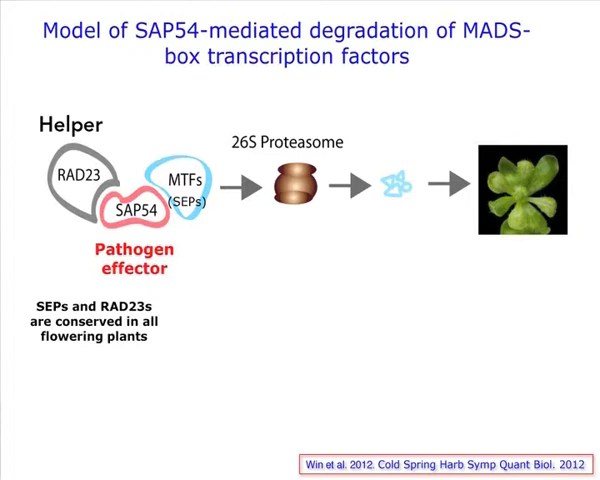 Model of SAP54-mediated degradation of MADS-
box transcription factors
Helper
26S Proteasome
RAD23
MTFs
(SEPs)
SAP54
Pathogen
effector
SEPs and RAD23s
are conserved in all
flowering plants
Win et al. 2012. Cold Spring Harb Symp Quant Biol. 2012